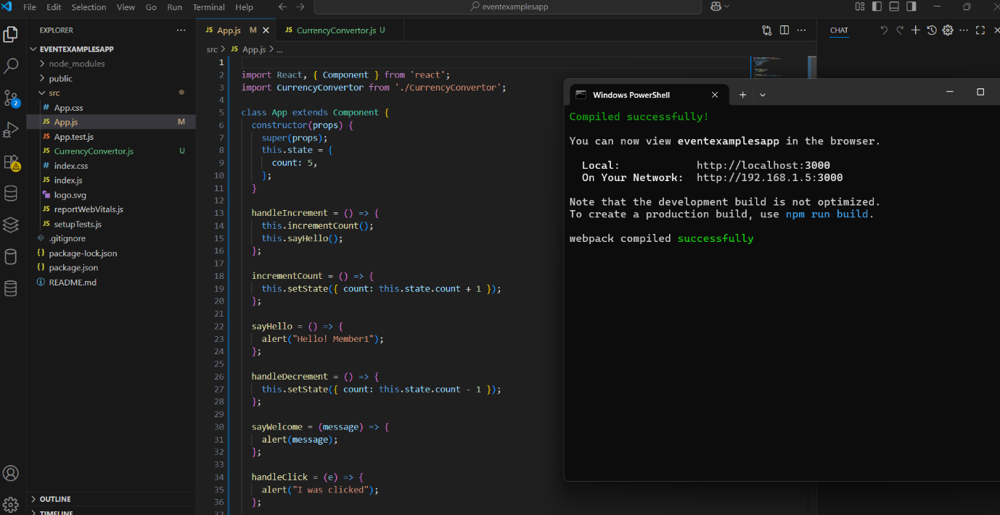 File Edit Selection View Go Run Terminal Help
eventexamplesapp
EXPLORER
EVENTEXAMPLESAPP
node_modules
public
src
# App.css
JS App.js M
JS App.test.js
JS CurrencyConvertor.js U
# index.css
JS index.js
logo.svg
JS reportWebVitals.js
JS setupTests.js
.gitignore
{} package-lock.json
{} package.json
README.md
OUTLINE
TIMELINE
2
JS App.js M
JS CurrencyConvertor.js U
src > JS App.js > ...
1
2 import React, { Component } from 'react';
3 import CurrencyConvertor from './CurrencyConvertor';
4
5 class App extends Component {
6 constructor(props) {
7 super(props);
8 this.state = {
9 count: 5,
10 };
11 }
12
13 handleIncrement = () => {
14 this.incrementCount();
15 this.sayHello();
16 };
17
18 incrementCount = () => {
19 this.setState({ count: this.state.count + 1 });
20 };
21
22 sayHello = () => {
23 alert("Hello! Member1");
24 };
25
26 handleDecrement = () => {
27 this.setState({ count: this.state.count - 1 });
28 };
29
30 sayWelcome = (message) => {
31 alert(message);
32 };
33
34 handleClick = (e) => {
35 alert("I was clicked");
36 };
37
CHAT
Windows PowerShell
Compiled successfully!
You can now view eventexamplesapp in the browser.
Local: http://localhost:3000
On Your Network: http://192.168.1.5:3000
Note that the development build is not optimized.
To create a production build, use npm run build.
webpack compiled successfully